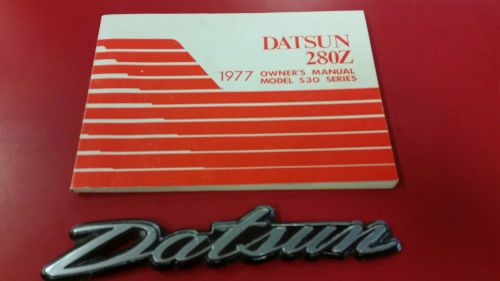 DATSUN
280Z
1977 OWNER'S MANUAL
MODEL S30 SERIES
Datsun